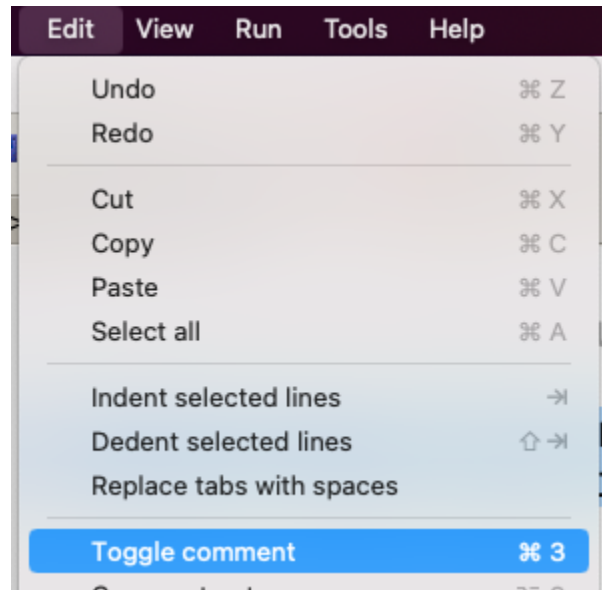 Edit View Run Tools Help
Undo ⌘ Z
Redo ⌘ Y
Cut ⌘ X
Copy ⌘ C
Paste ⌘ V
Select all ⌘ A
Indent selected lines ⇥
Dedent selected lines ⇧ ⇥
Replace tabs with spaces
Toggle comment ⌘ 3